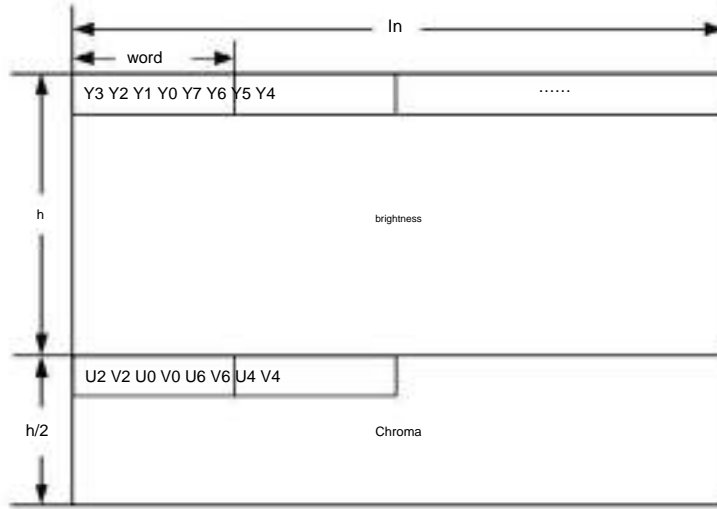 In
word
Y3 Y2 Y1 Y0 Y7 Y6 Y5 Y4
......
h
brightness
U2 V2 U0 V0 U6 V6 U4 V4
h/2
Chroma